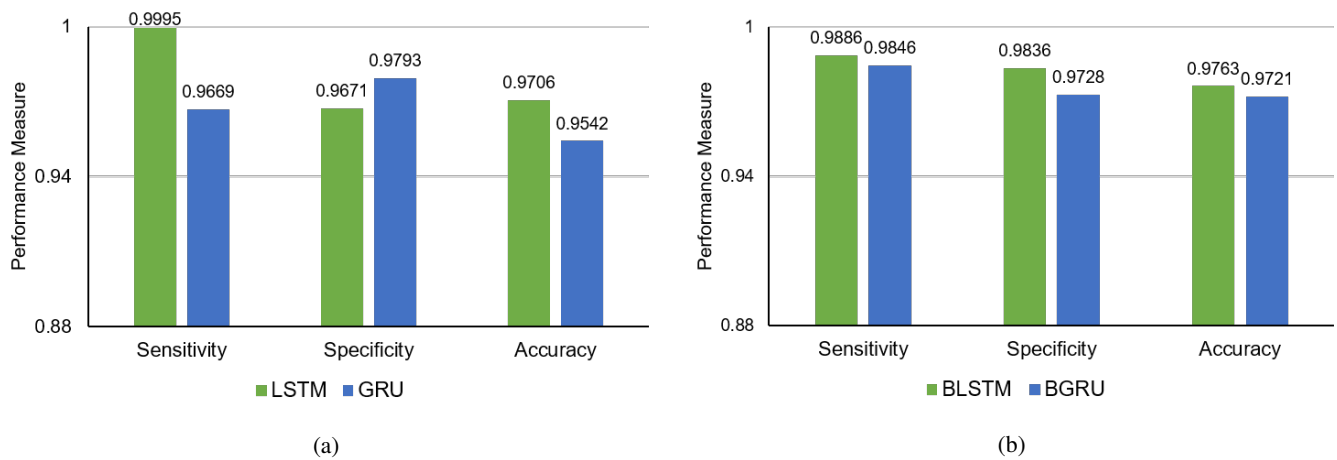 Performance Measure
1
0.94
0.88
0.9995
0.9669
0.9671
0.9793
0.9706
0.9542
Sensitivity Specificity Accuracy
LSTM GRU
(a)
Performance Measure
1
0.94
0.88
0.9886
0.9846
0.9836
0.9728
0.9763
0.9721
Sensitivity Specificity Accuracy
BLSTM BGRU
(b)